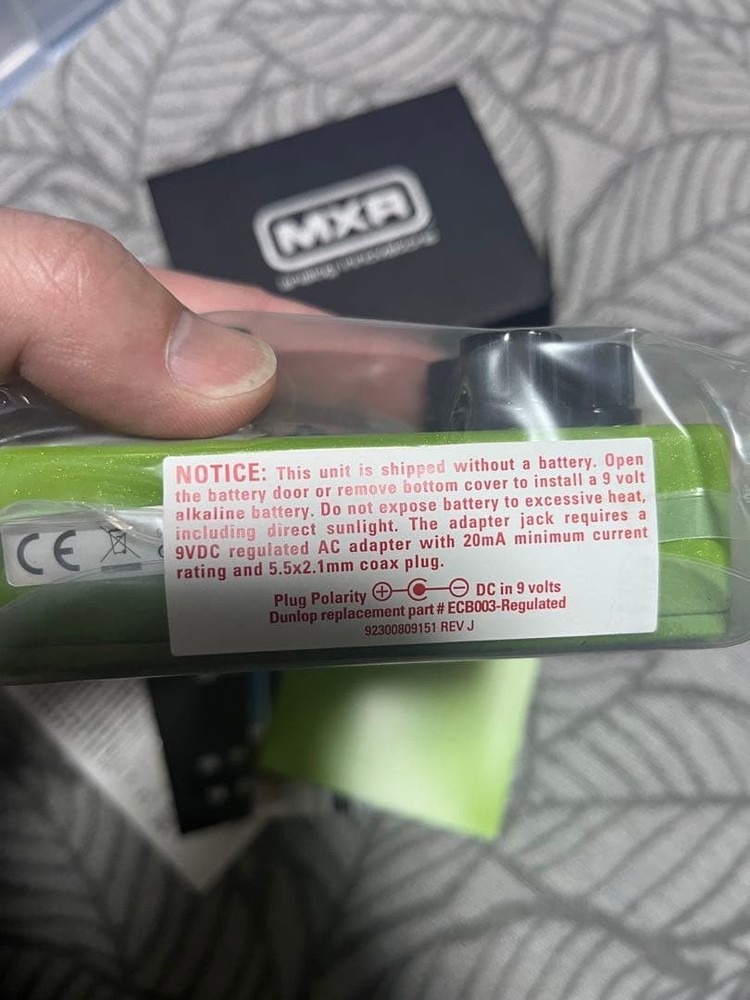 MXR
analog innovations
NOTICE: This unit is shipped without a battery. Open
the battery door or remove bottom cover to install a 9 volt
alkaline battery. Do not expose battery to excessive heat,
including direct sunlight. The adapter jack requires a
9VDC regulated AC adapter with 20mA minimum current
rating and 5.5x2.1mm coax plug.
CE
Plug Polarity + - DC in 9 volts
Dunlop replacement part # ECB003-Regulated
92300809151 REV J